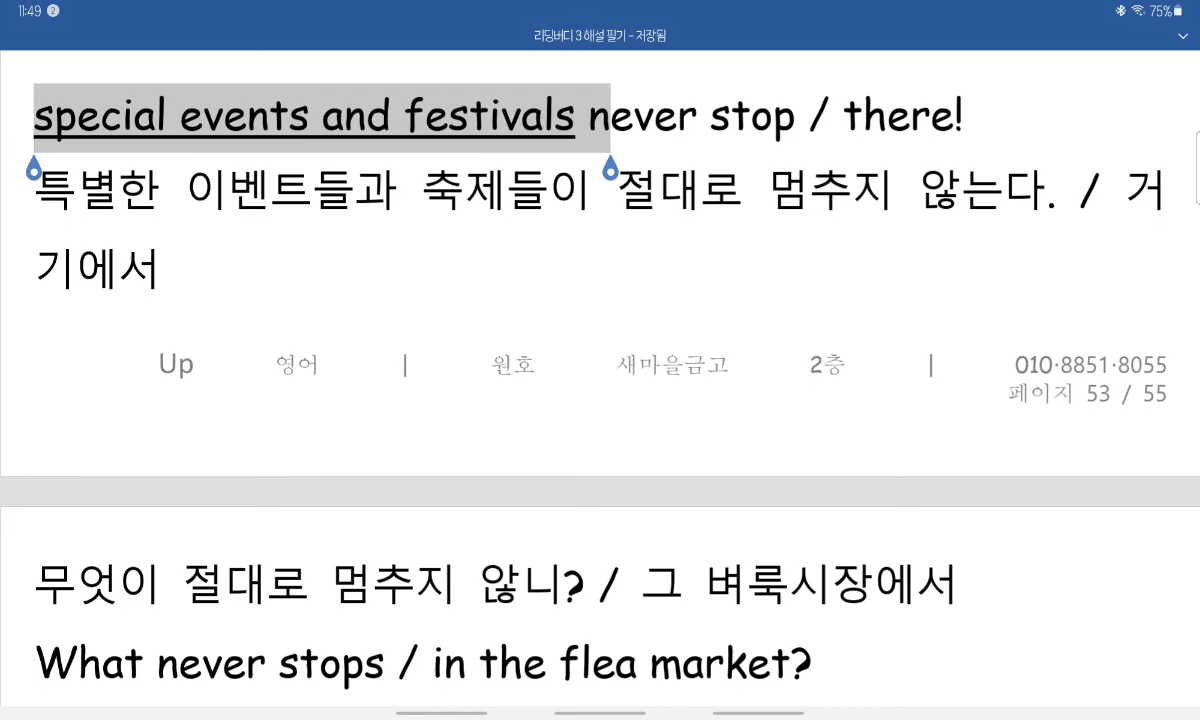 11:49 2 75%
리딩버디 3 해설 필기 - 저장됨
special events and festivals never stop / there!
특별한 이벤트들과 축제들이 절대로 멈추지 않는다. / 거
기에서
Up 영어 | 원호 새마을금고 2층 | 010·8851·8055
페이지 53 / 55
무엇이 절대로 멈추지 않니? / 그 벼룩시장에서
What never stops / in the flea market?